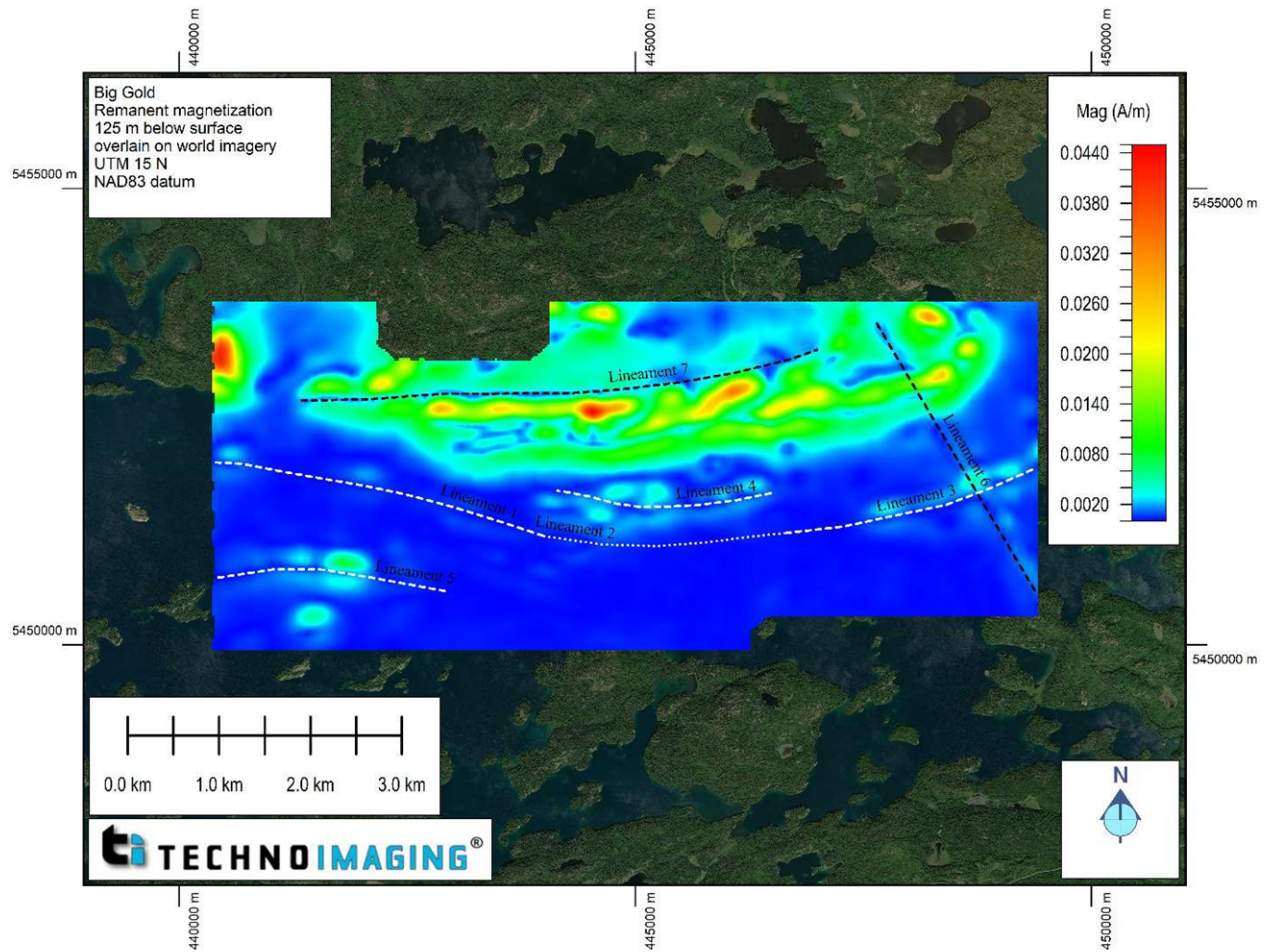 440000 m
445000 m
450000 m
Big Gold
Remanent magnetization
125 m below surface
overlain on world imagery
UTM 15 N
NAD83 datum
Mag (A/m)
0.0440
0.0380
0.0320
0.0260
0.0200
0.0140
0.0080
0.0020
5455000 m
5455000 m
Lineament 7
Lineament 6
Lineament 4
Lineament 3
Lineament 1
Lineament 2
Lineament 5
5450000 m
5450000 m
0.0 km 1.0 km 2.0 km 3.0 km
N
ti TECHNOIMAGING®
440000 m
445000 m
450000 m